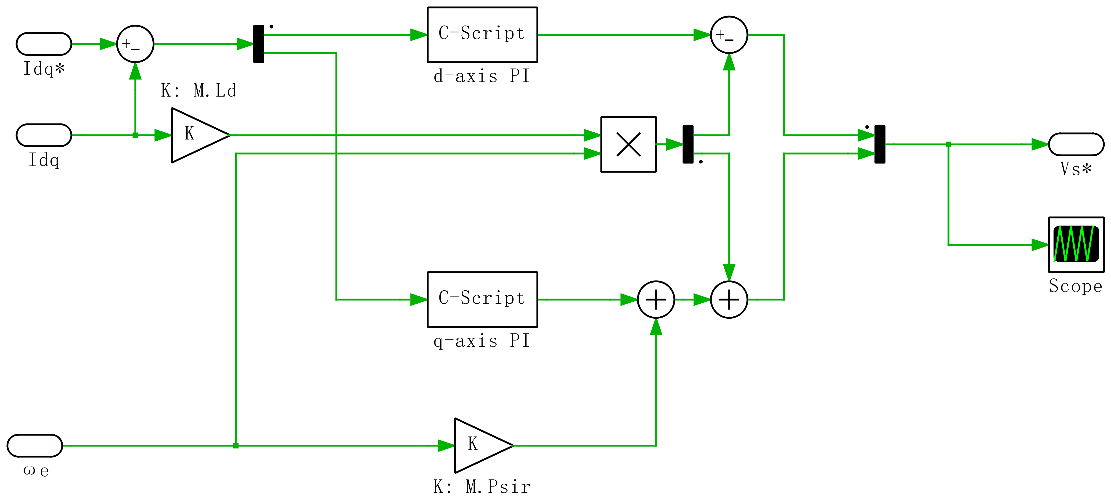 C-Script
d-axis PI
Idq*
K: M.Ld
K
Idq
Vs*
C-Script
q-axis PI
Scope
K
ωe
K: M.Psir